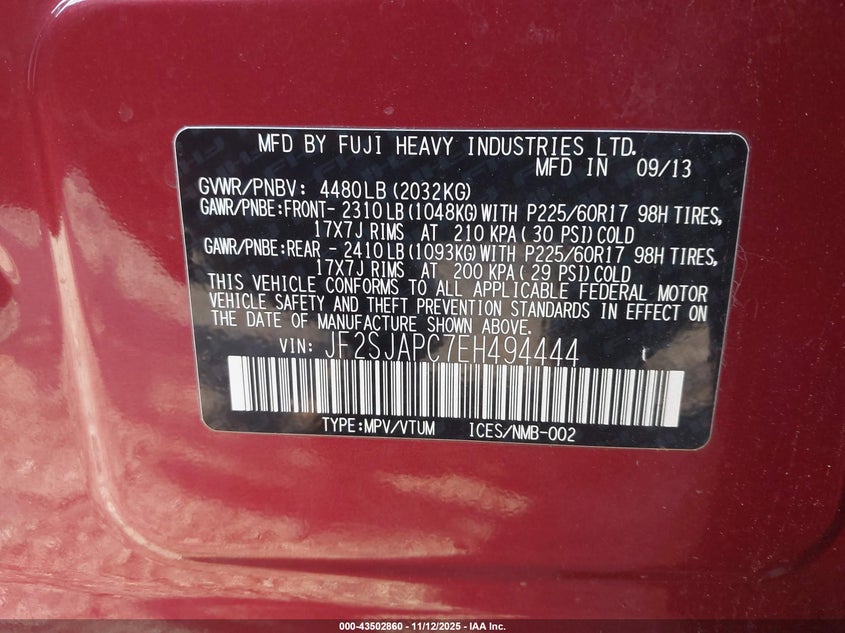 MFD BY FUJI HEAVY INDUSTRIES LTD.
MFD IN 09/13
GVWR/PNBV: 4480LB (2032KG)
GAWR/PNBE:FRONT- 2310LB (1048KG)WITH P225/60R17 98H TIRES,
17X7J RIMS AT 210 KPA( 30 PSI)COLD
GAWR/PNBE:REAR - 2410LB (1093KG)WITH P225/60R17 98H TIRES,
17X7J RIMS AT 200 KPA( 29 PSI)COLD
THIS VEHICLE CONFORMS TO ALL APPLICABLE FEDERAL MOTOR
VEHICLE SAFETY AND THEFT PREVENTION STANDARDS IN EFFECT ON
THE DATE OF MANUFACTURE SHOWN ABOVE.
VIN: JF2SJAPC7EH494444
TYPE:MPV/VTUM ICES/NMB-002
000-43502860 - 11/12/2025 - IAA Inc.